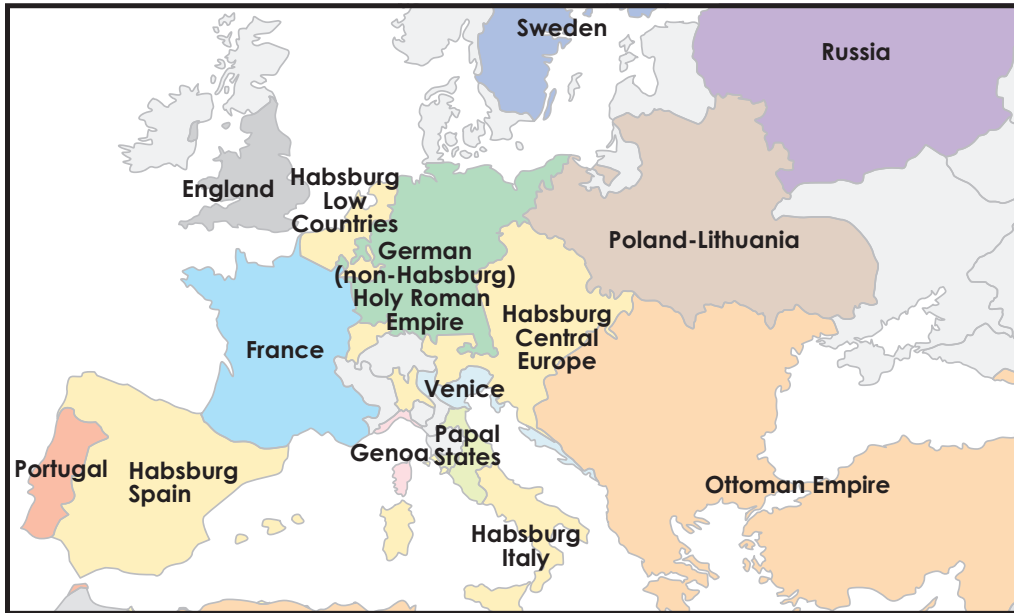 Sweden
Russia
England
Habsburg
Low
Countries
Poland-Lithuania
German
(non-Habsburg)
Holy Roman
Empire
Habsburg
Central
Europe
France
Venice
Portugal
Habsburg
Spain
Genoa
Papal
States
Ottoman Empire
Habsburg
Italy